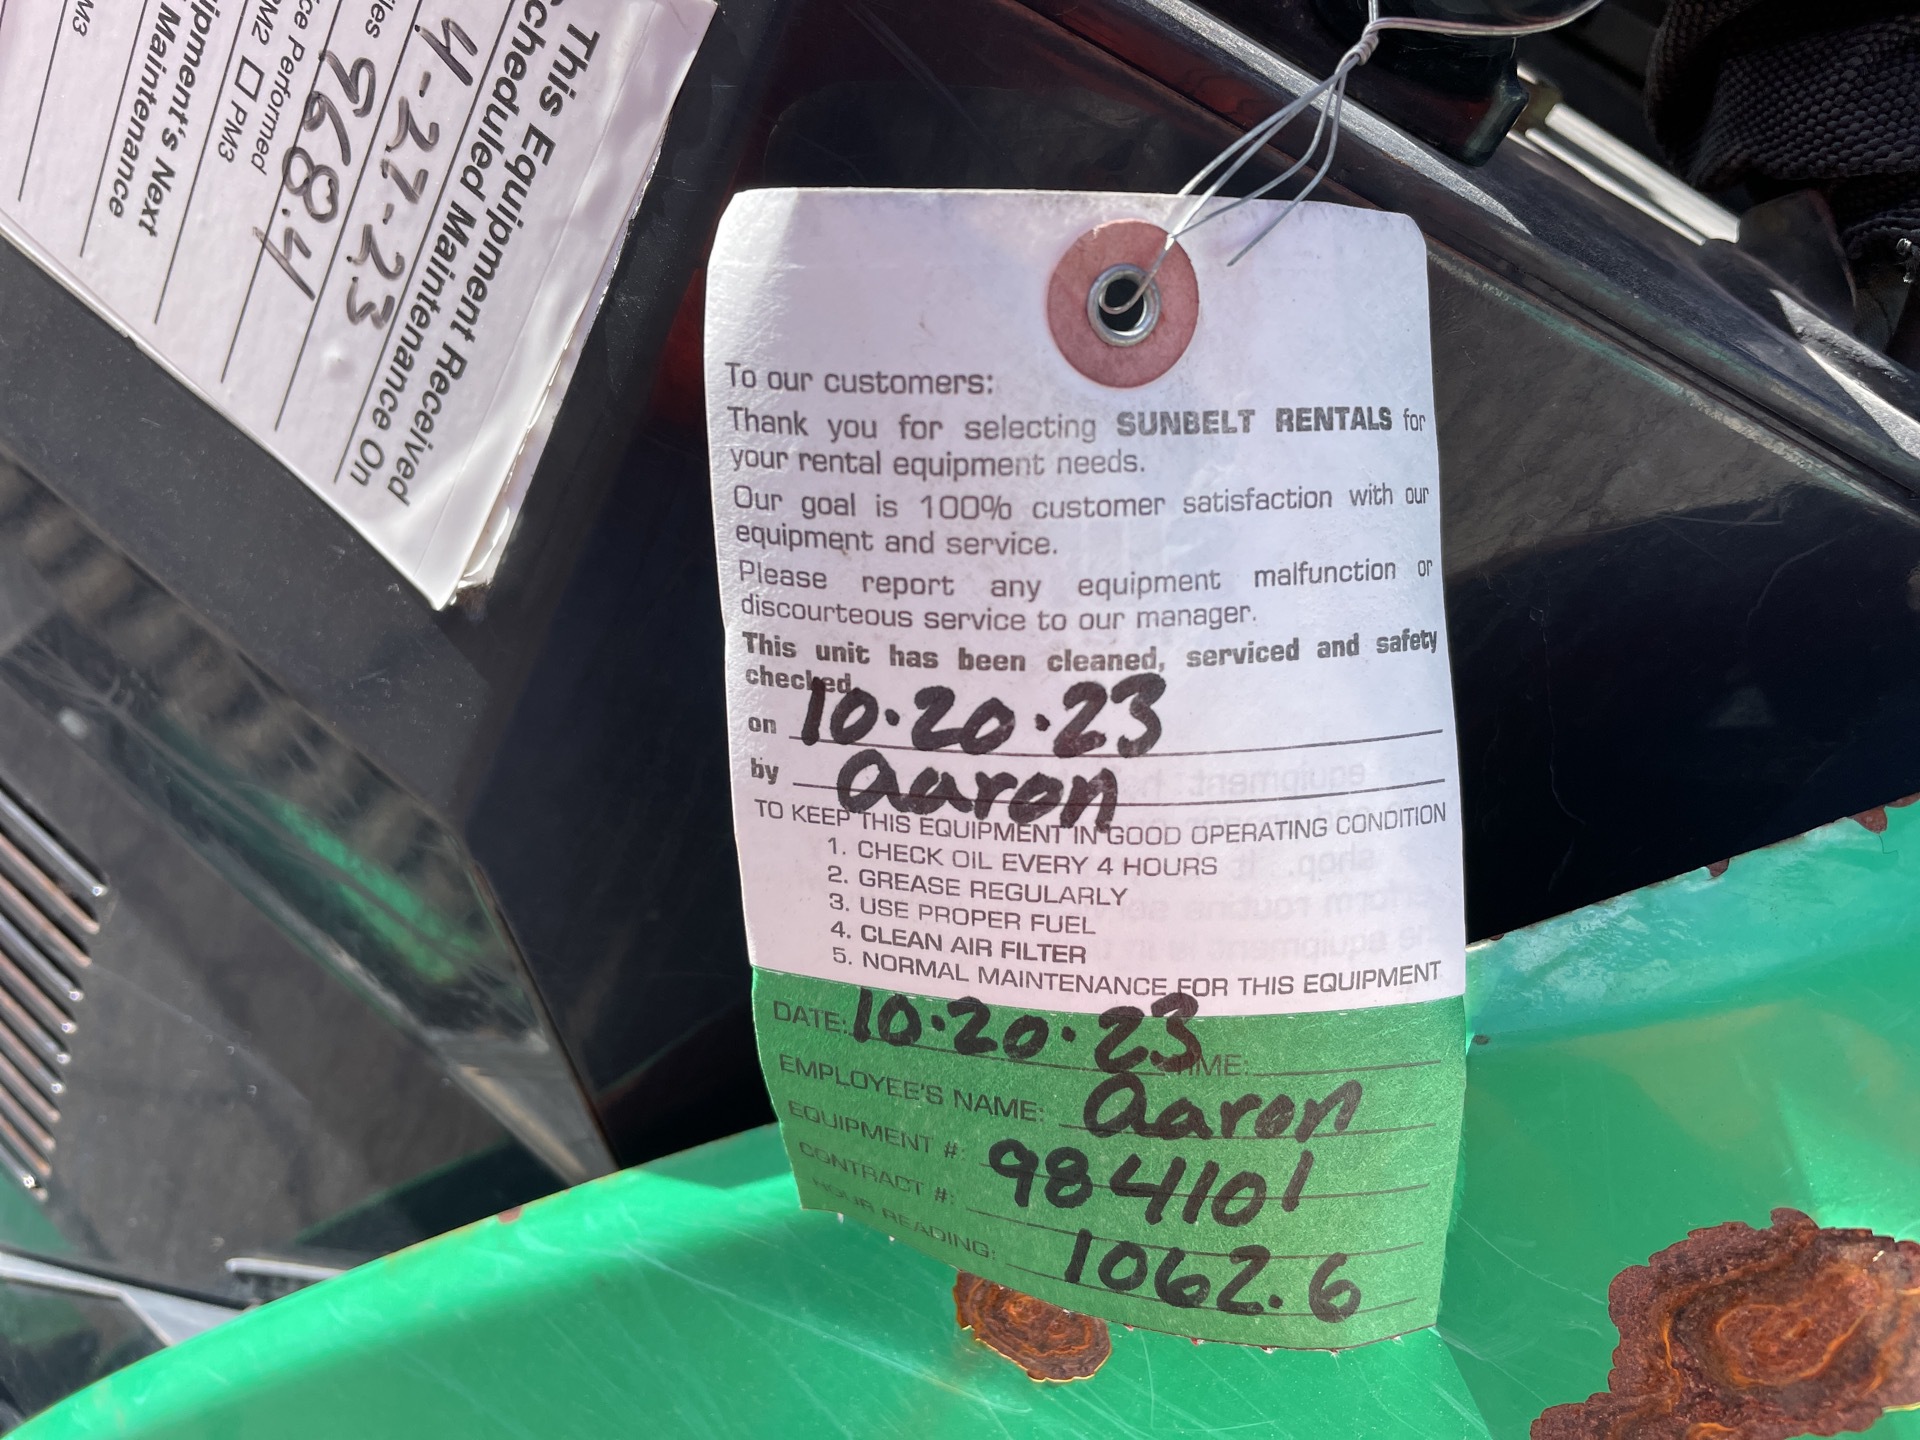 This Equipment Received
Scheduled Maintenance On
4-27-23
968.4
Performed
PM2 □ PM3
Next
Maintenance
PM3
To our customers:
Thank you for selecting SUNBELT RENTALS for
your rental equipment needs.
Our goal is 100% customer satisfaction with our
equipment and service.
Please report any equipment malfunction or
discourteous service to our manager.
This unit has been cleaned, serviced and safety
checked
on 10.20.23
by aaron
TO KEEP THIS EQUIPMENT IN GOOD OPERATING CONDITION
1. CHECK OIL EVERY 4 HOURS
2. GREASE REGULARLY
3. USE PROPER FUEL
4. CLEAN AIR FILTER
5. NORMAL MAINTENANCE FOR THIS EQUIPMENT
DATE: 10.20.23 TIME:
EMPLOYEE'S NAME: aaron
EQUIPMENT #: 984101
CONTRACT #:
HOUR READING: 1062.6